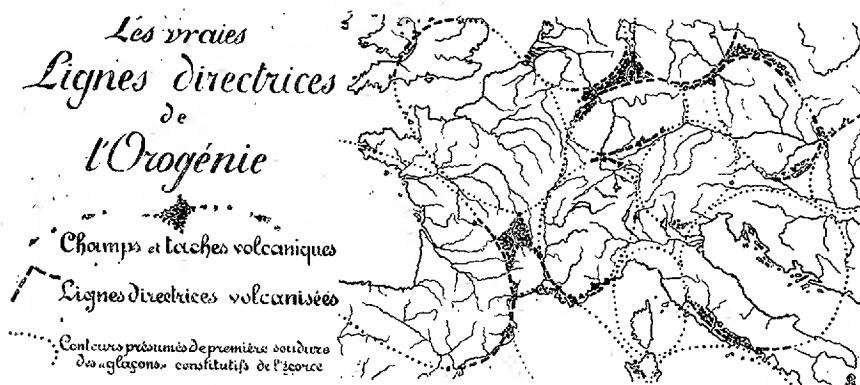 Les vraies
Lignes directrices
de
l'Orogénie
Champs et taches volcaniques
Lignes directrices volcanisées
Contours présumés de première soudure
des «glaçons» constitutifs de l'écorce